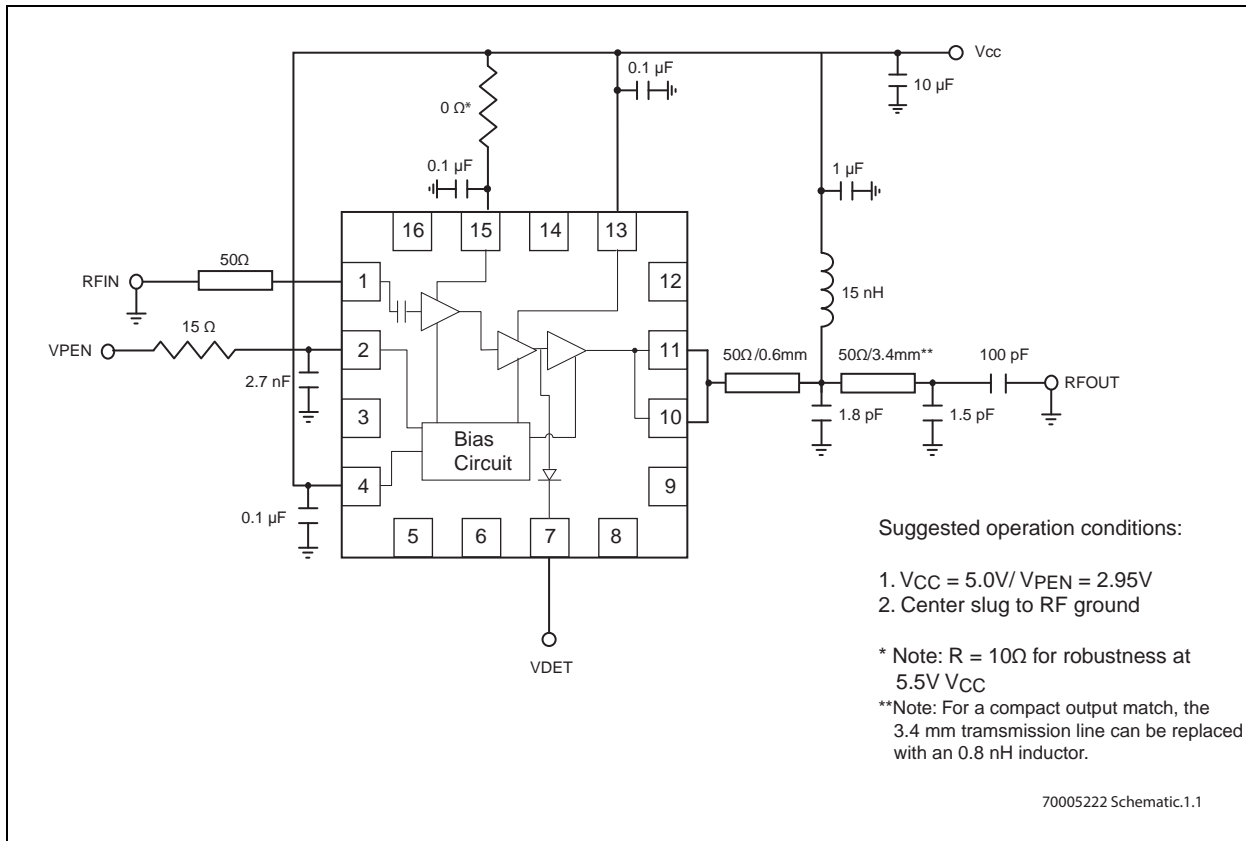 Vcc
0.1 µF
10 µF
0 Ω*
0.1 µF
1 µF
16
15
14
13
RFIN
50Ω
1
12
15 nH
15 Ω
VPEN
2
11
50Ω/0.6mm
50Ω/3.4mm**
100 pF
RFOUT
2.7 nF
3
10
1.8 pF
1.5 pF
Bias
Circuit
4
9
0.1 µF
5
6
7
8
VDET
Suggested operation conditions:
1. VCC = 5.0V/ VPEN = 2.95V
2. Center slug to RF ground
* Note: R = 10Ω for robustness at
5.5V VCC
**Note: For a compact output match, the
3.4 mm tramsmission line can be replaced
with an 0.8 nH inductor.
70005222 Schematic.1.1